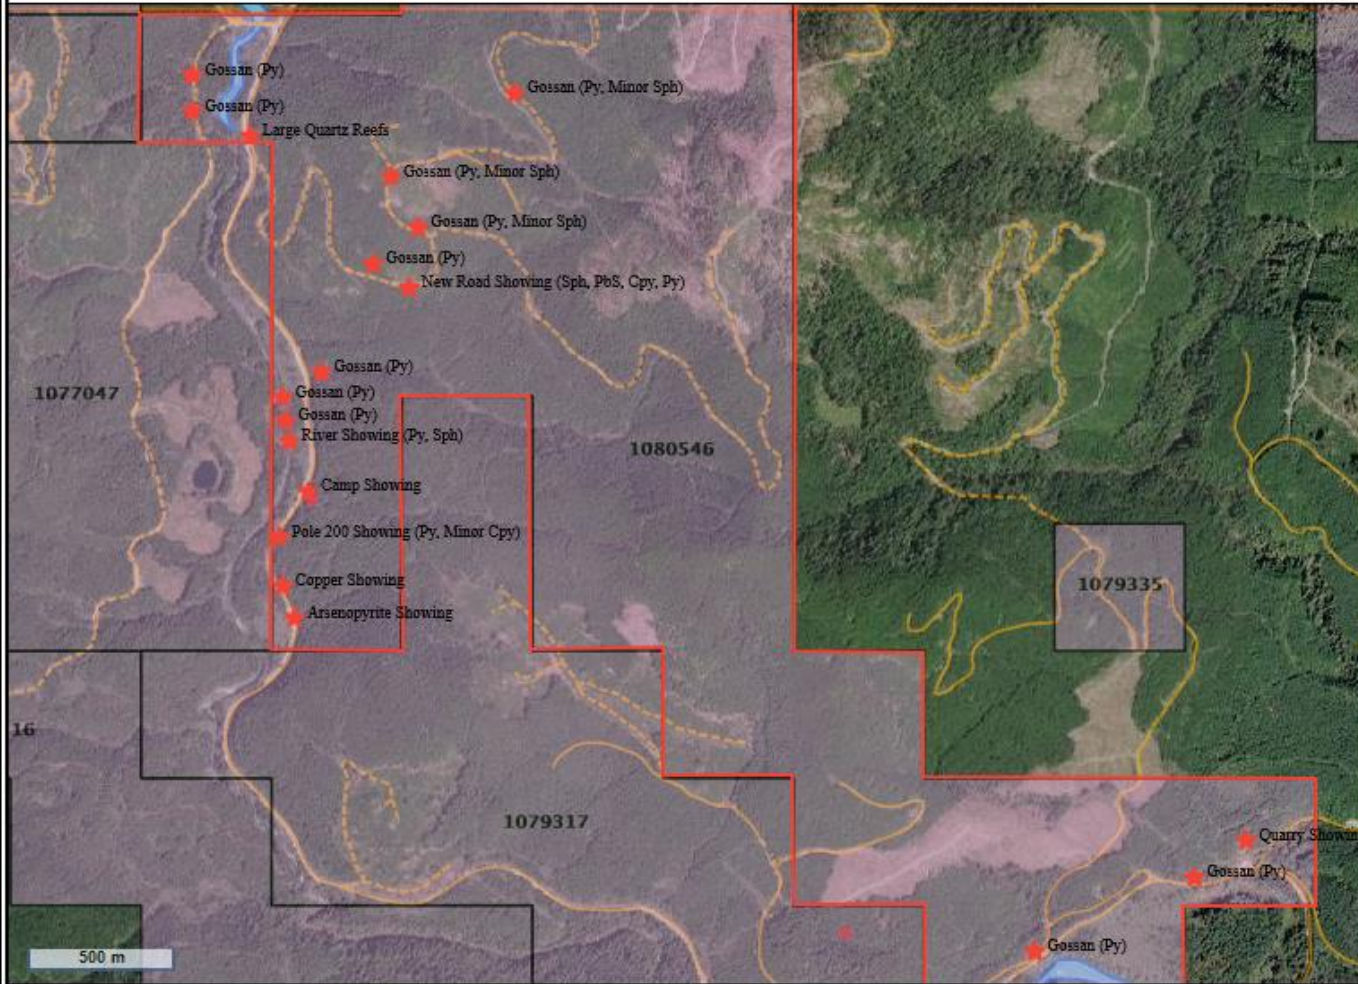 Gossan (Py)
Gossan (Py, Minor Sph)
Gossan (Py)
Large Quartz Reefs
Gossan (Py, Minor Sph)
Gossan (Py, Minor Sph)
Gossan (Py)
New Road Showing (Sph, PbS, Cpy, Py)
Gossan (Py)
1077047
Gossan (Py)
Gossan (Py)
River Showing (Py, Sph)
1080546
Camp Showing
Pole 200 Showing (Py, Minor Cpy)
Copper Showing
1079335
Arsenopyrite Showing
16
1079317
Quarry Showin
Gossan (Py)
Gossan (Py)
500 m